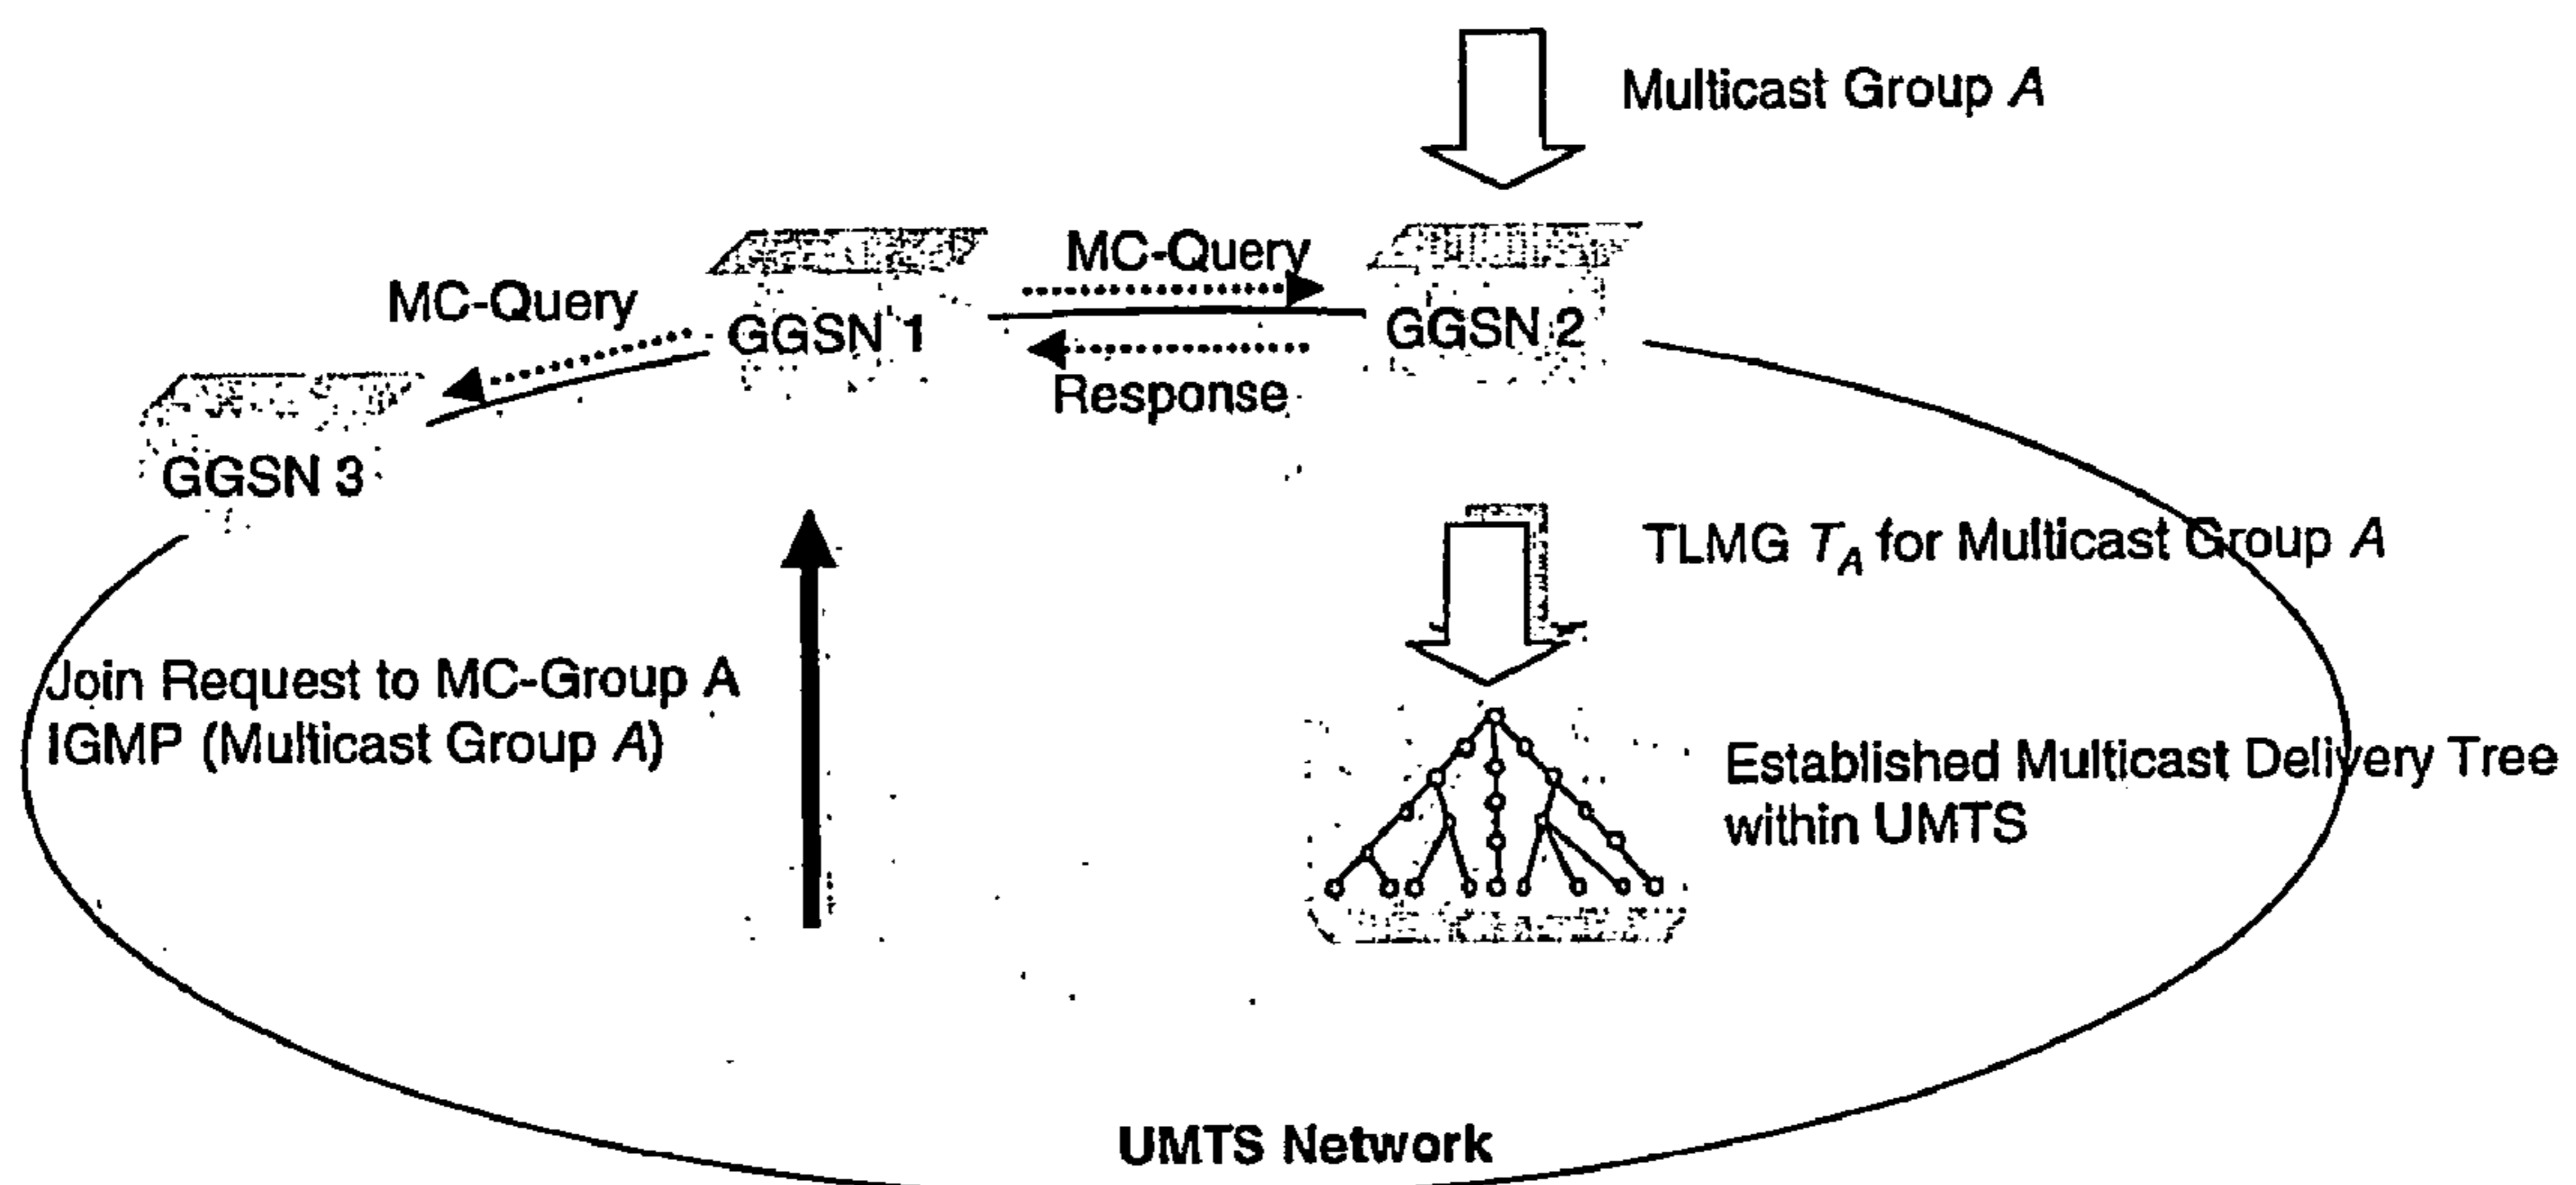 Multicast Group A
MC-Query
MC-Query
GGSN 1
GGSN 2
Response
GGSN 3
TLMG TA for Multicast Group A
Join Request to MC-Group A
IGMP (Multicast Group A)
Established Multicast Delivery Tree
within UMTS
UMTS Network